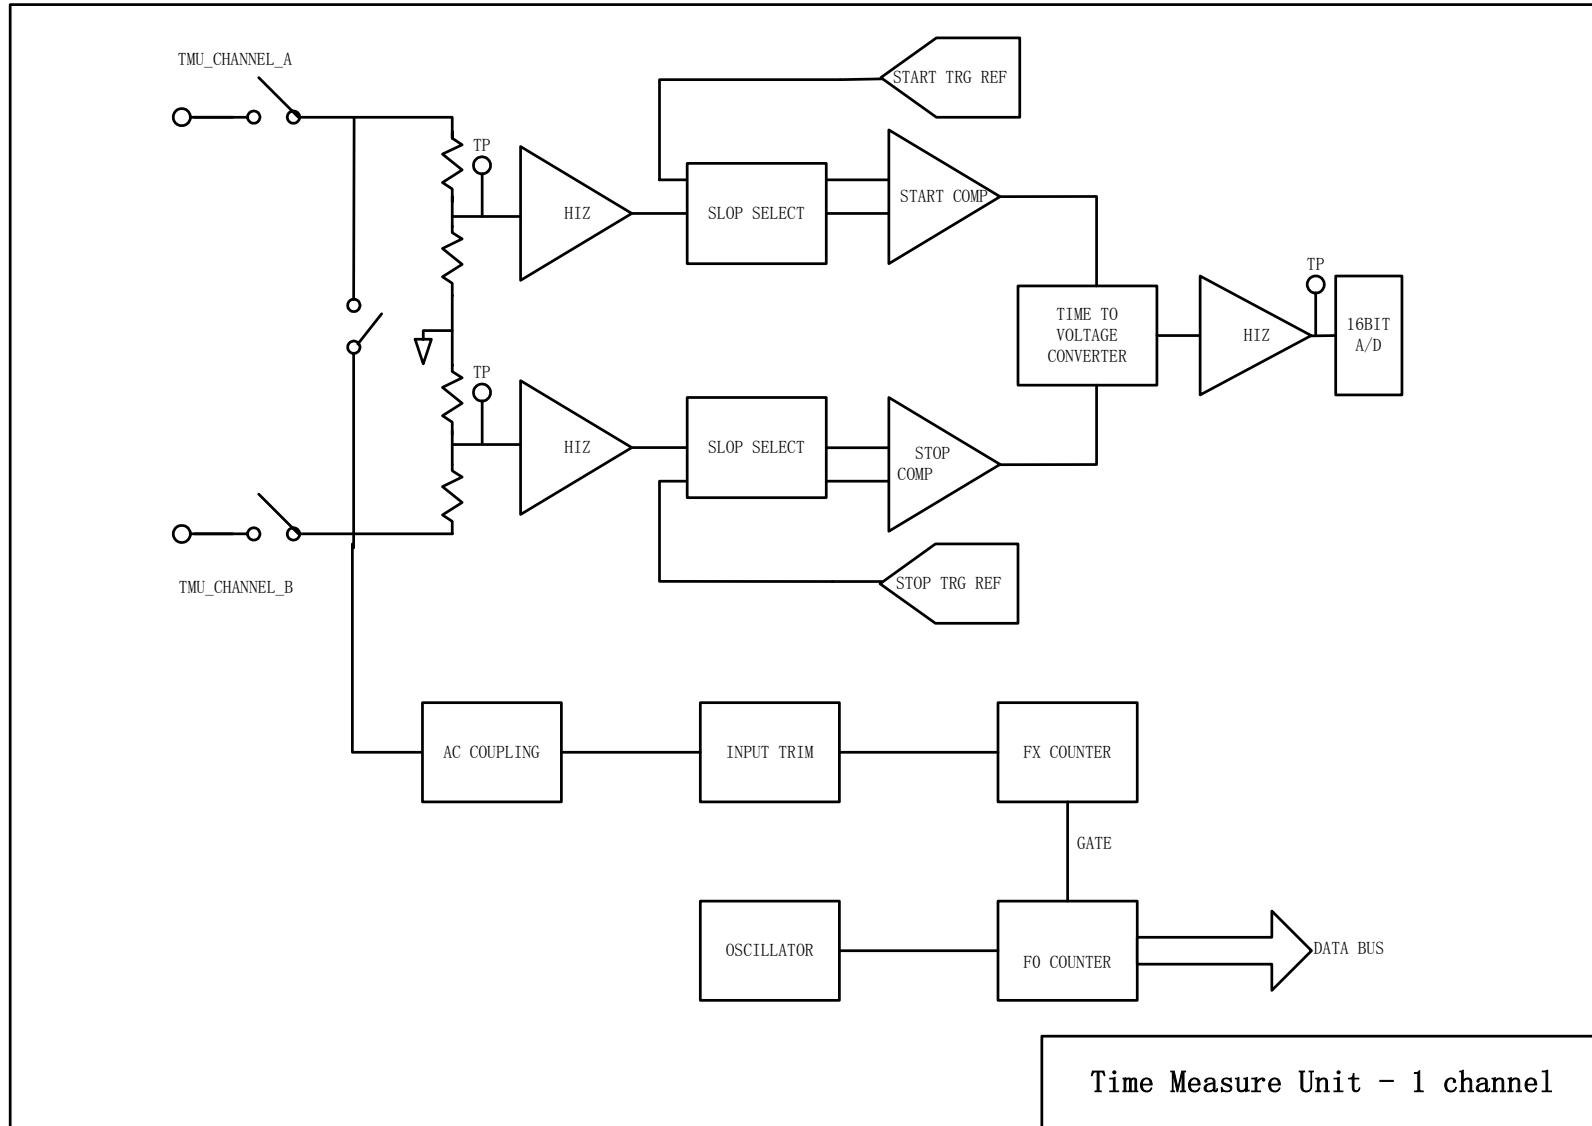 TMU_CHANNEL_A
START TRG REF
TP
HIZ
SLOP SELECT
START COMP
TP
TIME TO
VOLTAGE
CONVERTER
HIZ
16BIT
A/D
TP
HIZ
SLOP SELECT
STOP
COMP
STOP TRG REF
TMU_CHANNEL_B
AC COUPLING
INPUT TRIM
FX COUNTER
GATE
OSCILLATOR
FO COUNTER
DATA BUS
Time Measure Unit - 1 channel